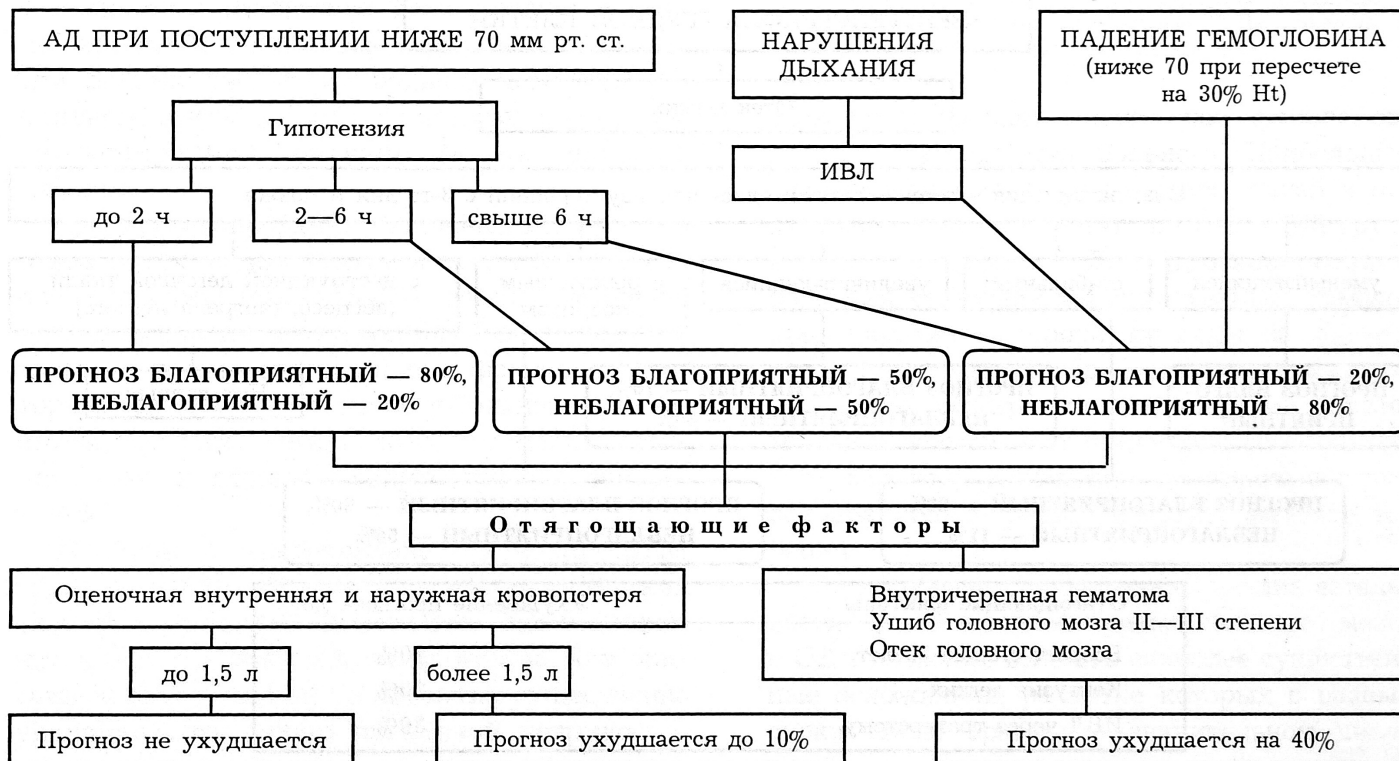 АД ПРИ ПОСТУПЛЕНИИ НИЖЕ 70 мм рт. ст.
НАРУШЕНИЯ
ДЫХАНИЯ
ПАДЕНИЕ ГЕМОГЛОБИНА
(ниже 70 при пересчете
на 30% Ht)
Гипотензия
ИВЛ
до 2 ч
2—6 ч
свыше 6 ч
ПРОГНОЗ БЛАГОПРИЯТНЫЙ — 80%,
НЕБЛАГОПРИЯТНЫЙ — 20%
ПРОГНОЗ БЛАГОПРИЯТНЫЙ — 50%,
НЕБЛАГОПРИЯТНЫЙ — 50%
ПРОГНОЗ БЛАГОПРИЯТНЫЙ — 20%,
НЕБЛАГОПРИЯТНЫЙ — 80%
Отягощающие факторы
Оценочная внутренняя и наружная кровопотеря
Внутричерепная гематома
Ушиб головного мозга II—III степени
Отек головного мозга
до 1,5 л
более 1,5 л
Прогноз не ухудшается
Прогноз ухудшается до 10%
Прогноз ухудшается на 40%